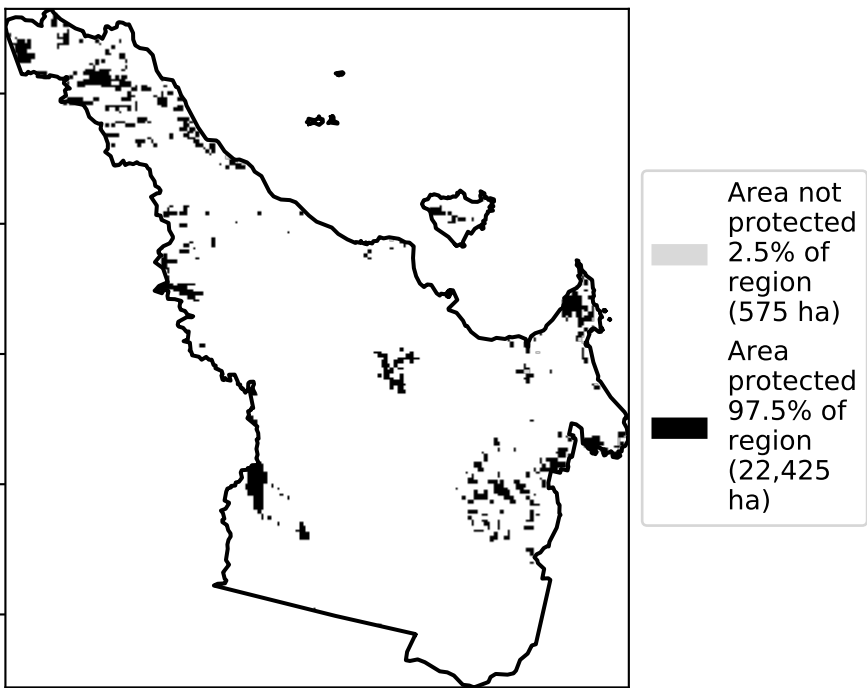 Area not
protected
2.5% of
region
(575 ha)
Area
protected
97.5% of
region
(22,425
ha)